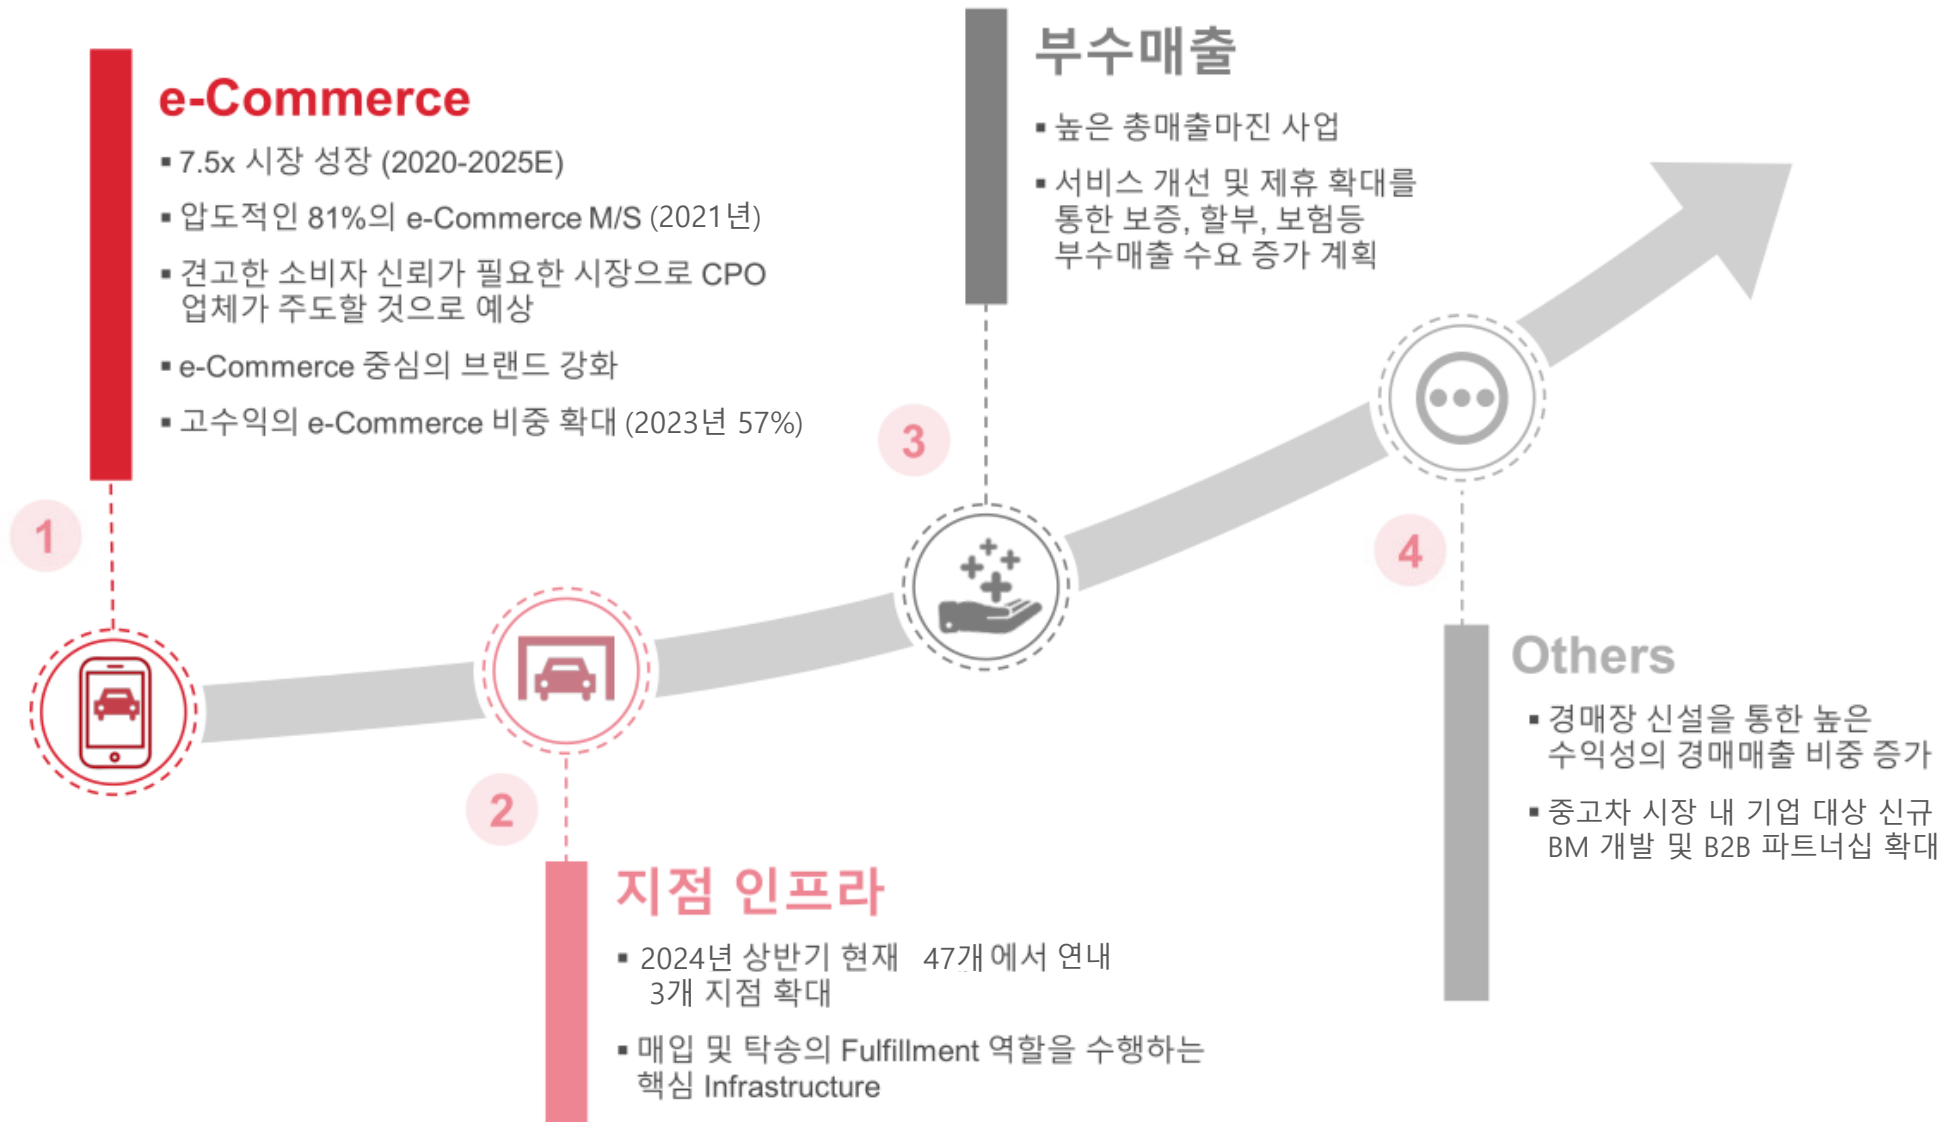 e-Commerce
▪ 7.5x 시장 성장 (2020-2025E)
▪ 압도적인 81%의 e-Commerce M/S (2021년)
▪ 견고한 소비자 신뢰가 필요한 시장으로 CPO
업체가 주도할 것으로 예상
▪ e-Commerce 중심의 브랜드 강화
▪ 고수익의 e-Commerce 비중 확대 (2023년 57%)
1
2
지점 인프라
▪ 2024년 상반기 현재 47개 에서 연내
3개 지점 확대
▪ 매입 및 탁송의 Fulfillment 역할을 수행하는
핵심 Infrastructure
부수매출
▪ 높은 총매출마진 사업
▪ 서비스 개선 및 제휴 확대를
통한 보증, 할부, 보험등
부수매출 수요 증가 계획
3
4
Others
▪ 경매장 신설을 통한 높은
수익성의 경매매출 비중 증가
▪ 중고차 시장 내 기업 대상 신규
BM 개발 및 B2B 파트너십 확대